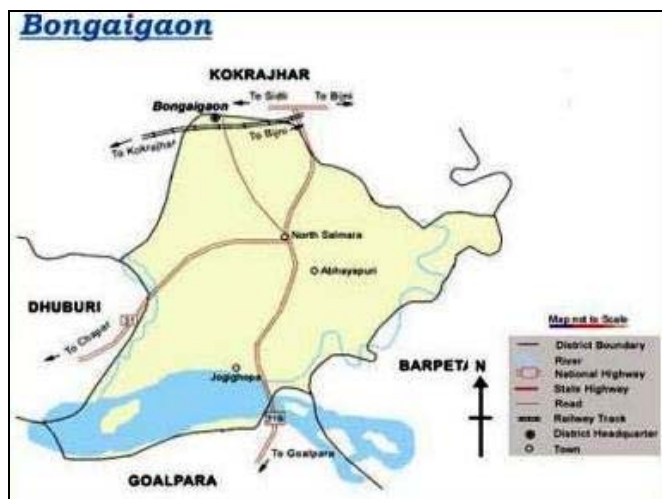 Bongaigaon
KOKRAJHAR
To Sidli
To Bijni
Bongaigaon
To Kokrajhar
To Bijni
North Salmara
Abhayapuri
DHUBURI
31
To Chapar
BARPETA
N
Jogighopa
31B
To Goalpara
GOALPARA
Map not to Scale
District Boundary
River
National Highway
State Highway
Road
Railway Track
District Headquarter
Town